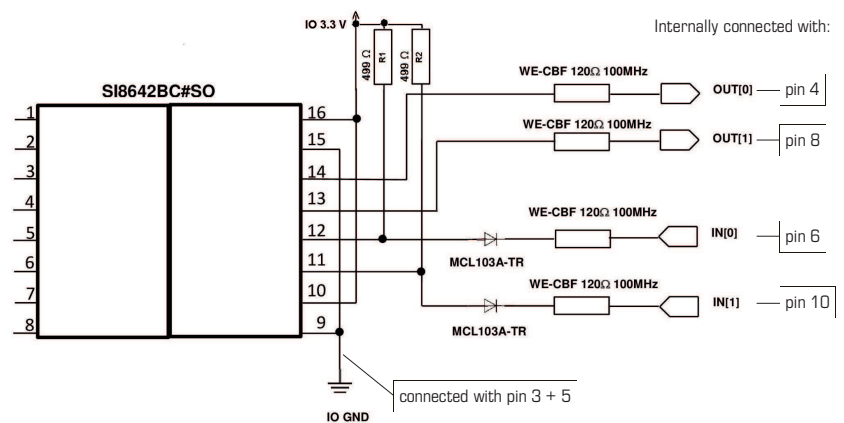 Internally connected with:
IO 3.3 V
499 Ω
R1
499 Ω
R2
WE-CBF 120Ω 100MHz
OUT[0]
pin 4
SI8642BC#SO
WE-CBF 120Ω 100MHz
OUT[1]
pin 8
1
16
2
15
3
14
4
13
5
12
6
11
7
10
8
9
WE-CBF 120Ω 100MHz
IN[0]
pin 6
MCL103A-TR
WE-CBF 120Ω 100MHz
IN[1]
pin 10
MCL103A-TR
connected with pin 3 + 5
IO GND